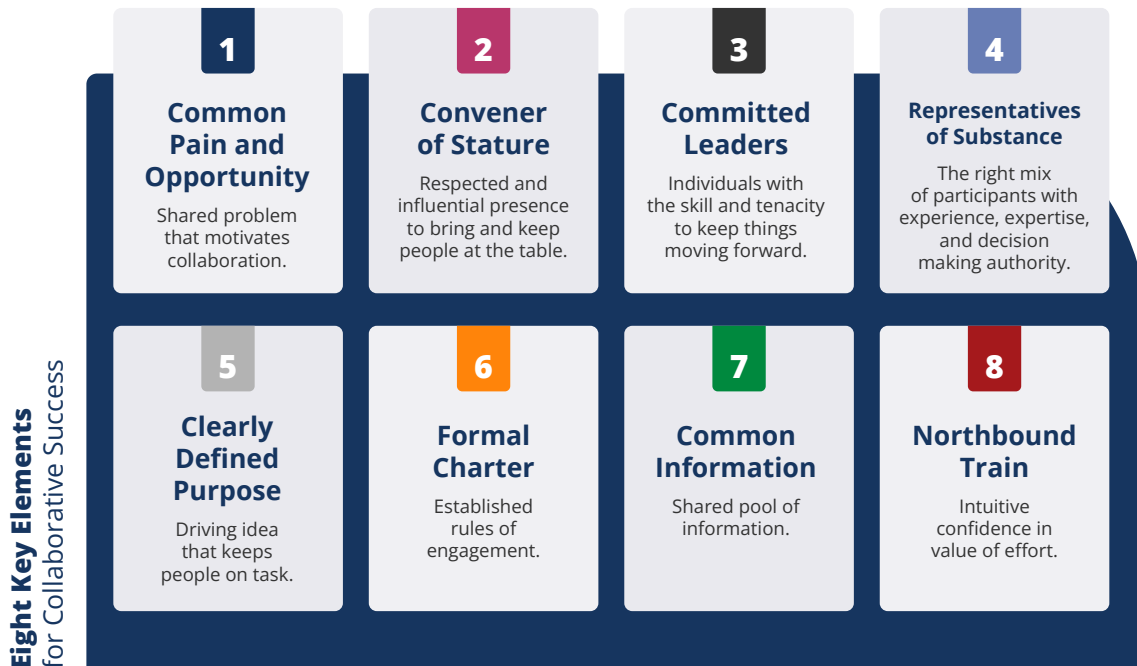 Eight Key Elements
for Collaborative Success
1
Common
Pain and
Opportunity
Shared problem
that motivates
collaboration.
2
Convener
of Stature
Respected and
influential presence
to bring and keep
people at the table.
3
Committed
Leaders
Individuals with
the skill and tenacity
to keep things
moving forward.
4
Representatives
of Substance
The right mix
of participants with
experience, expertise,
and decision
making authority.
5
Clearly
Defined
Purpose
Driving idea
that keeps
people on task.
6
Formal
Charter
Established
rules of
engagement.
7
Common
Information
Shared pool of
information.
8
Northbound
Train
Intuitive
confidence in
value of effort.